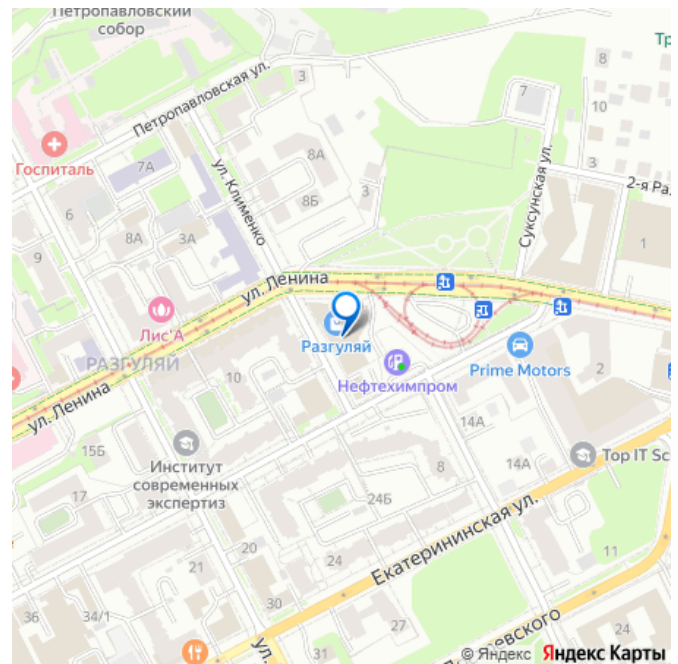 Петропавловский
собор
Тр
8
3
7
10
Петропавловская ул.
Госпиталь
7А
8А
ул. Клименко
Суксунская ул.
3
2-я Ра
3
8Б
6
8А
3А
9
1
ул. Ленина
Лис'А
Разгуляй
РАЗГУЛЯЙ
Нефтехимпром
Prime Motors
2
10
ул. Ленина
14А
15Б
Институт
современных
экспертиз
8
14А
Top IT Sc
17
24Б
21
20
24
Екатерининская ул.
11
30
36
34/1
27
24
31
ул.
© Яндекс Яндекс Карты